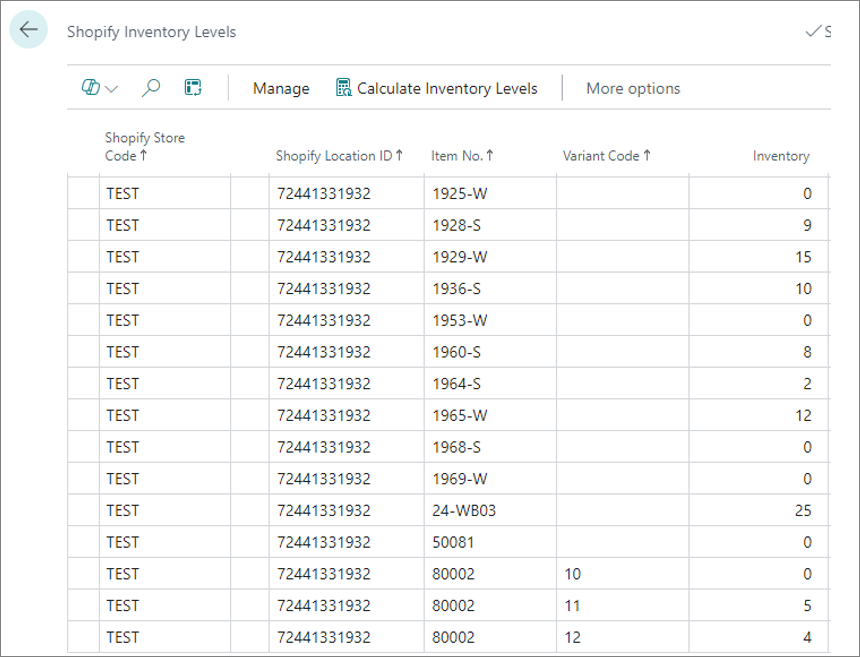 Shopify Inventory Levels
S
Manage Calculate Inventory Levels More options
Shopify Store
Code↑ Shopify Location ID↑ Item No.↑ Variant Code↑ Inventory
TEST 72441331932 1925-W 0
TEST 72441331932 1928-S 9
TEST 72441331932 1929-W 15
TEST 72441331932 1936-S 10
TEST 72441331932 1953-W 0
TEST 72441331932 1960-S 8
TEST 72441331932 1964-S 2
TEST 72441331932 1965-W 12
TEST 72441331932 1968-S 0
TEST 72441331932 1969-W 0
TEST 72441331932 24-WB03 25
TEST 72441331932 50081 0
TEST 72441331932 80002 10 0
TEST 72441331932 80002 11 5
TEST 72441331932 80002 12 4